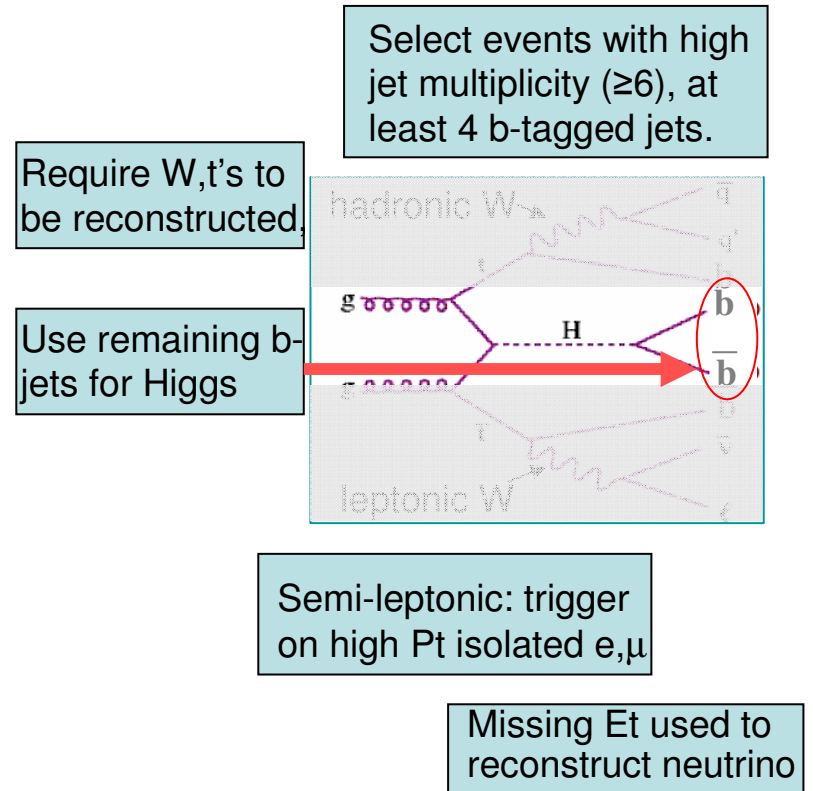 Select events with high
jet multiplicity (≥6), at
least 4 b-tagged jets.
Require W,t's to
be reconstructed,
hadronic W
q̅
q'
t
b
g
b
H
Use remaining b-
jets for Higgs
b̅
g
t̅
leptonic W
Semi-leptonic: trigger
on high Pt isolated e,μ
Missing Et used to
reconstruct neutrino